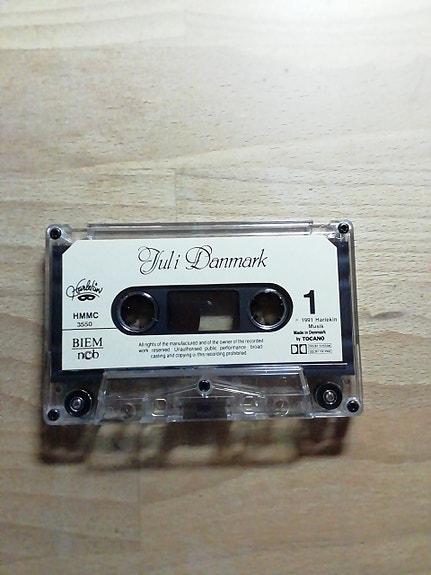 Jul i Danmark
Harlekin
HMMC
3550
BIEM
ncb
1
℗ 1991 Harlekin
Musik
Made in Denmark
by TOCANO
All rights of the manufactured and of the owner of the recorded
work reserved Unauthorised public performance broad
casting and copying of this recording prohibited